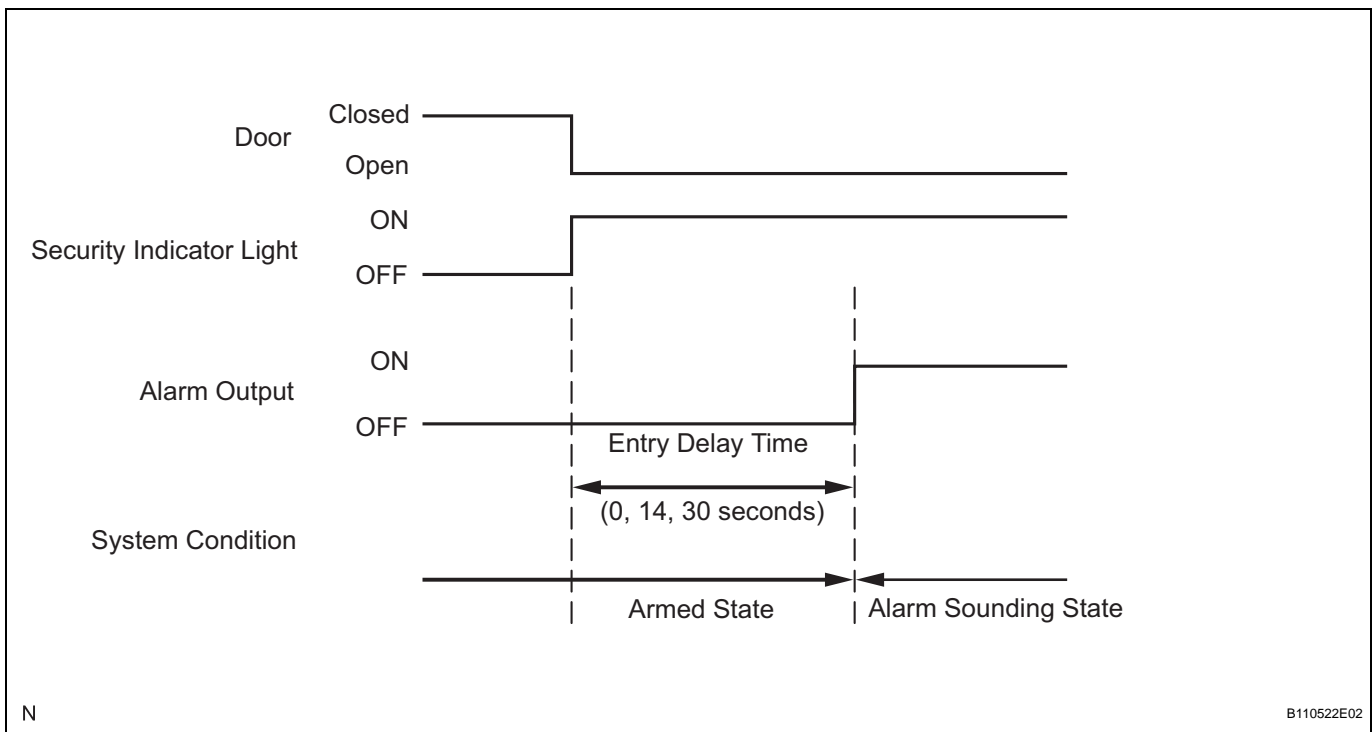 Door
Closed
Open
Security Indicator Light
ON
OFF
Alarm Output
ON
OFF
Entry Delay Time
(0, 14, 30 seconds)
System Condition
Armed State
Alarm Sounding State
N
B110522E02